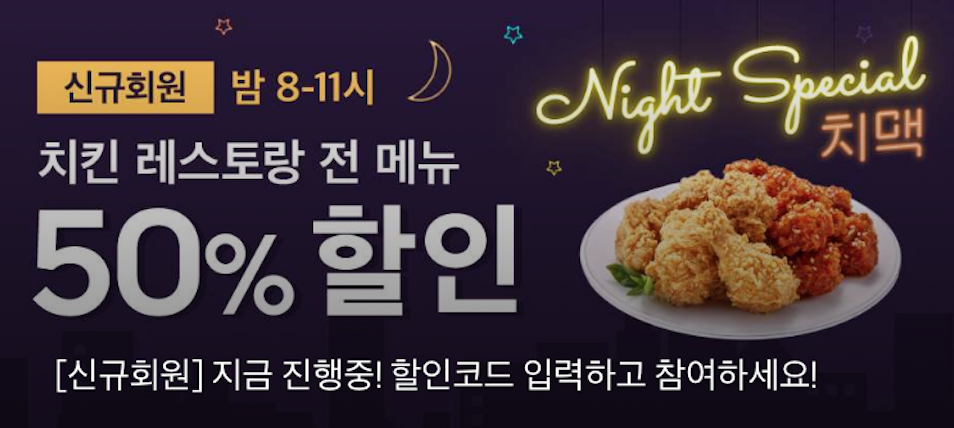 신규회원 밤 8-11시
치킨 레스토랑 전 메뉴
50% 할인
Night Special
치맥
[신규회원] 지금 진행중! 할인코드 입력하고 참여하세요!